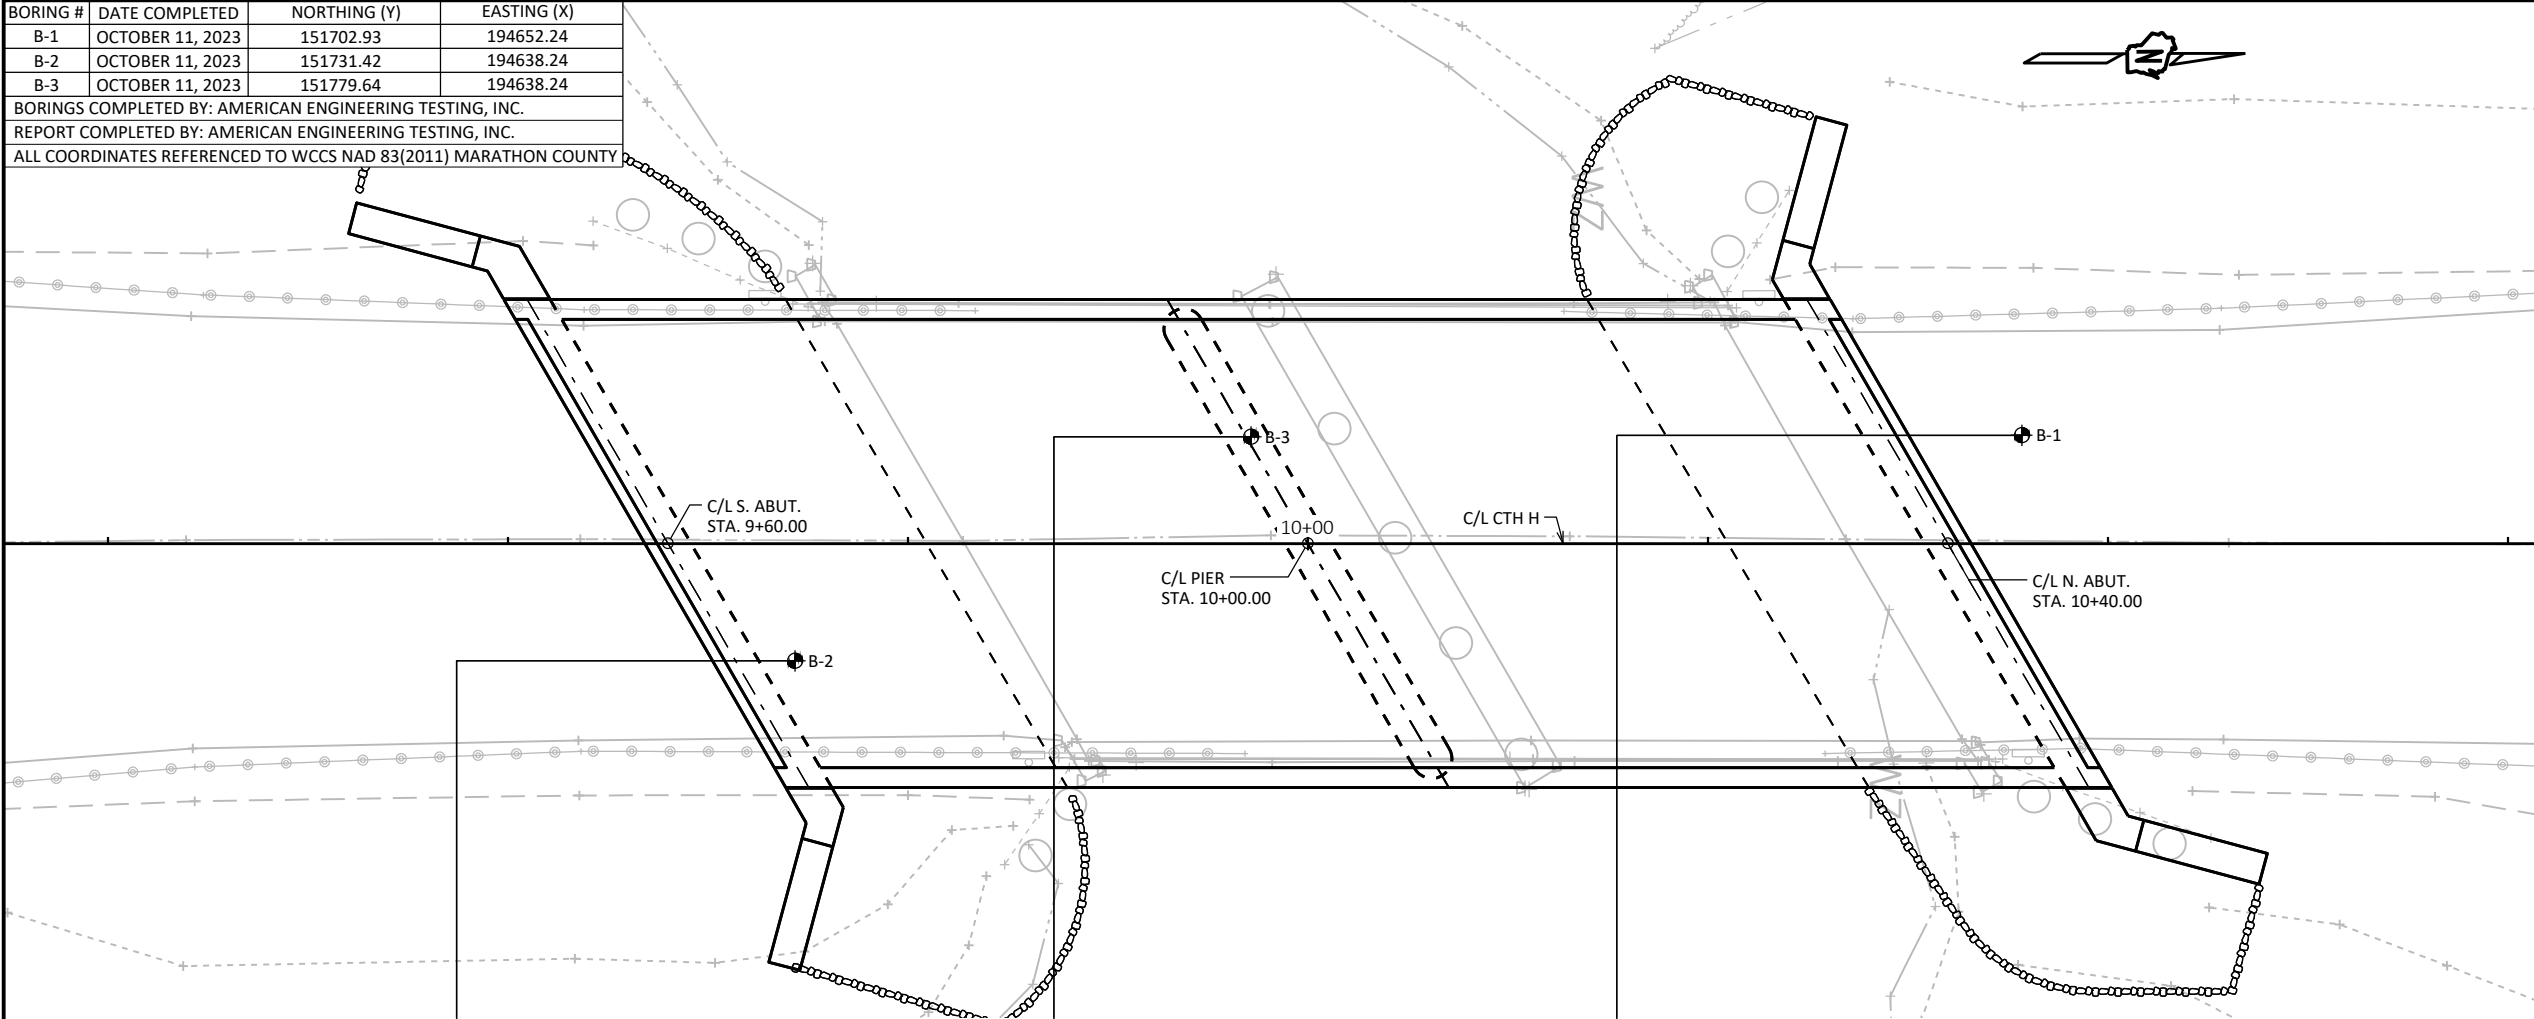 BORING # DATE COMPLETED NORTHING (Y) EASTING (X)
B-1 OCTOBER 11, 2023 151702.93 194652.24
B-2 OCTOBER 11, 2023 151731.42 194638.24
B-3 OCTOBER 11, 2023 151779.64 194638.24
BORINGS COMPLETED BY: AMERICAN ENGINEERING TESTING, INC.
REPORT COMPLETED BY: AMERICAN ENGINEERING TESTING, INC.
ALL COORDINATES REFERENCED TO WCCS NAD 83(2011) MARATHON COUNTY
N
B-3
B-1
C/L S. ABUT.
STA. 9+60.00
10+00
C/L CTH H
C/L PIER
STA. 10+00.00
C/L N. ABUT.
STA. 10+40.00
B-2